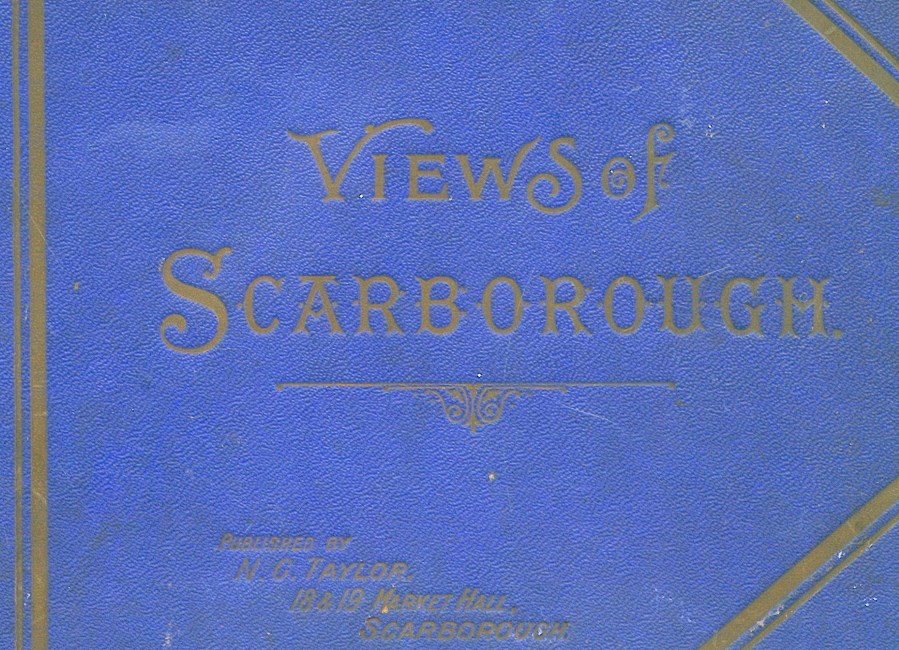 VIEWS of
SCARBOROUGH.
PUBLISHED BY
N. G. TAYLOR,
18 & 19 MARKET HALL,
SCARBOROUGH.